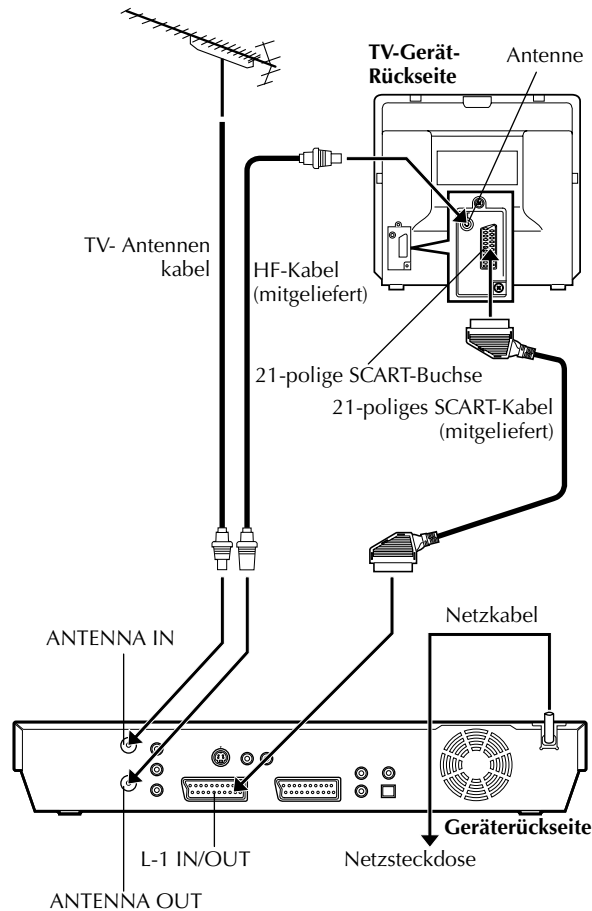 TV-Gerät-
Rückseite
Antenne
TV- Antennen
kabel
HF-Kabel
(mitgeliefert)
21-polige SCART-Buchse
21-poliges SCART-Kabel
(mitgeliefert)
Netzkabel
ANTENNA IN
Geräterückseite
L-1 IN/OUT
Netzsteckdose
ANTENNA OUT